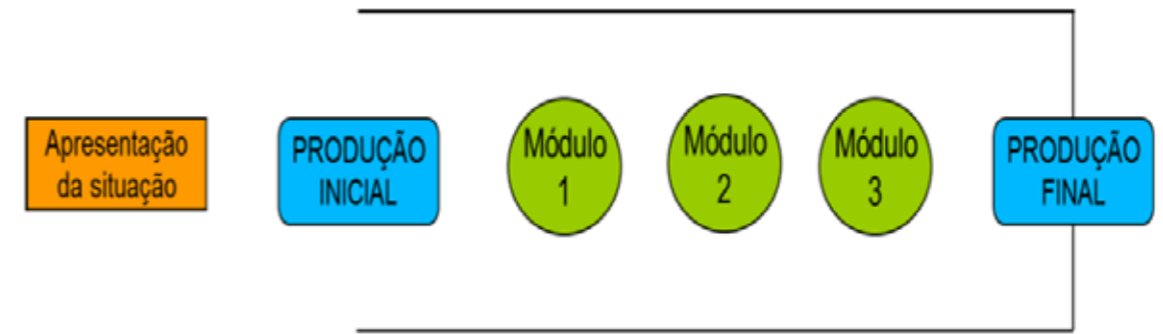 Apresentação
da situação
PRODUÇÃO
INICIAL
Módulo
1
Módulo
2
Módulo
3
PRODUÇÃO
FINAL